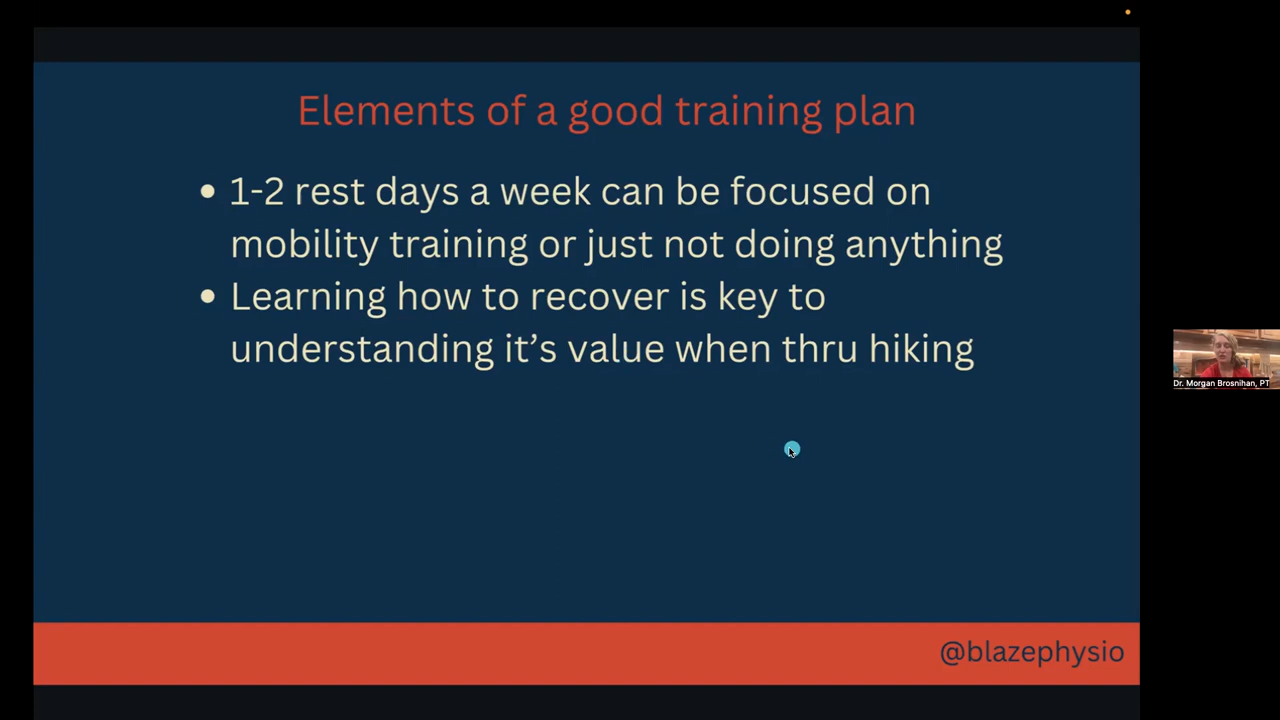 Elements of a good training plan
• 1-2 rest days a week can be focused on
mobility training or just not doing anything
• Learning how to recover is key to
understanding it’s value when thru hiking
Dr. Morgan Brosnihan, PT
@blazephysio